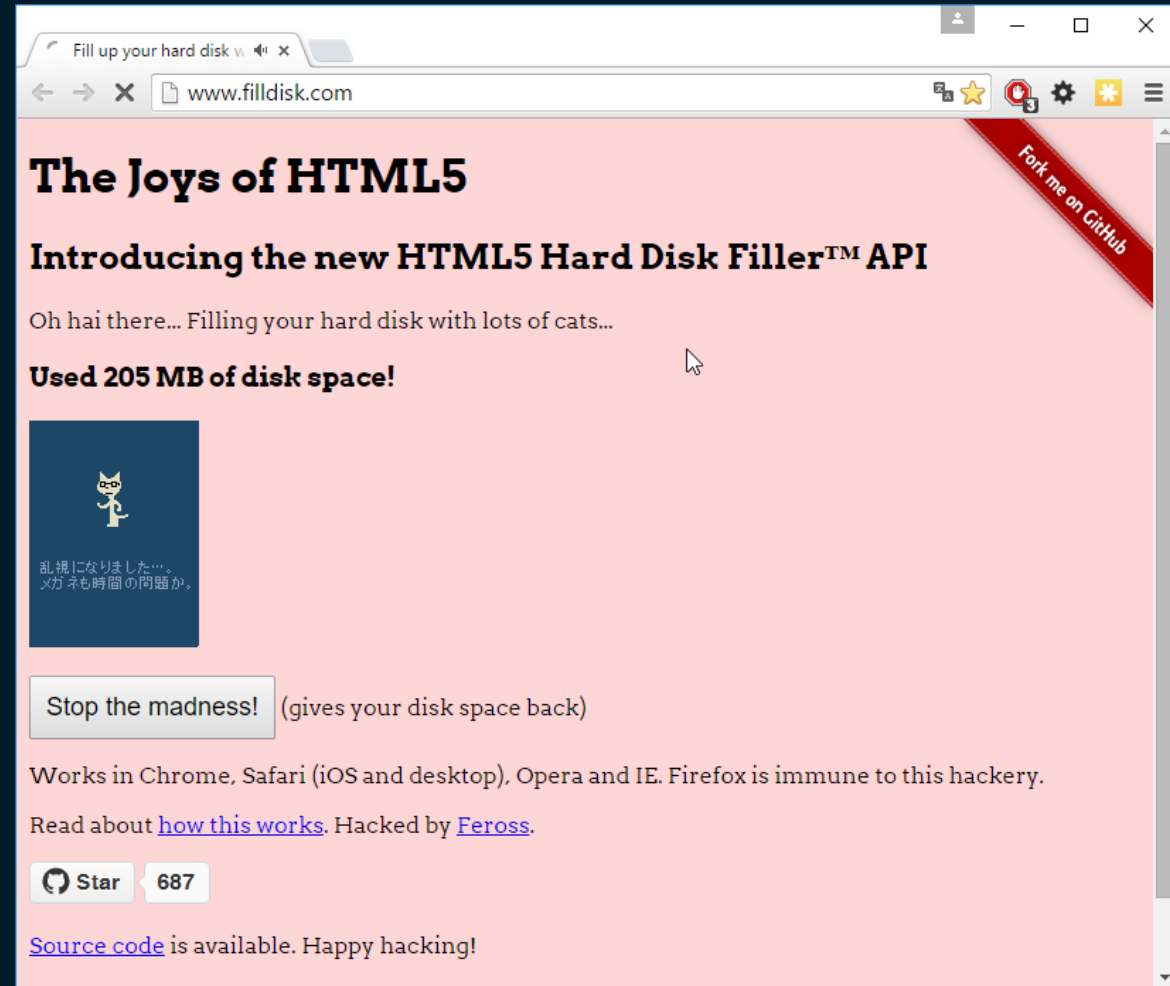 Fill up your hard disk w
www.filldisk.com
3
Fork me on GitHub
The Joys of HTML5
Introducing the new HTML5 Hard Disk Filler™ API
Oh hai there... Filling your hard disk with lots of cats...
Used 205 MB of disk space!
乱視になりました…。
メガネも時間の問題か。
Stop the madness! (gives your disk space back)
Works in Chrome, Safari (iOS and desktop), Opera and IE. Firefox is immune to this hackery.
Read about how this works. Hacked by Feross.
Star 687
Source code is available. Happy hacking!